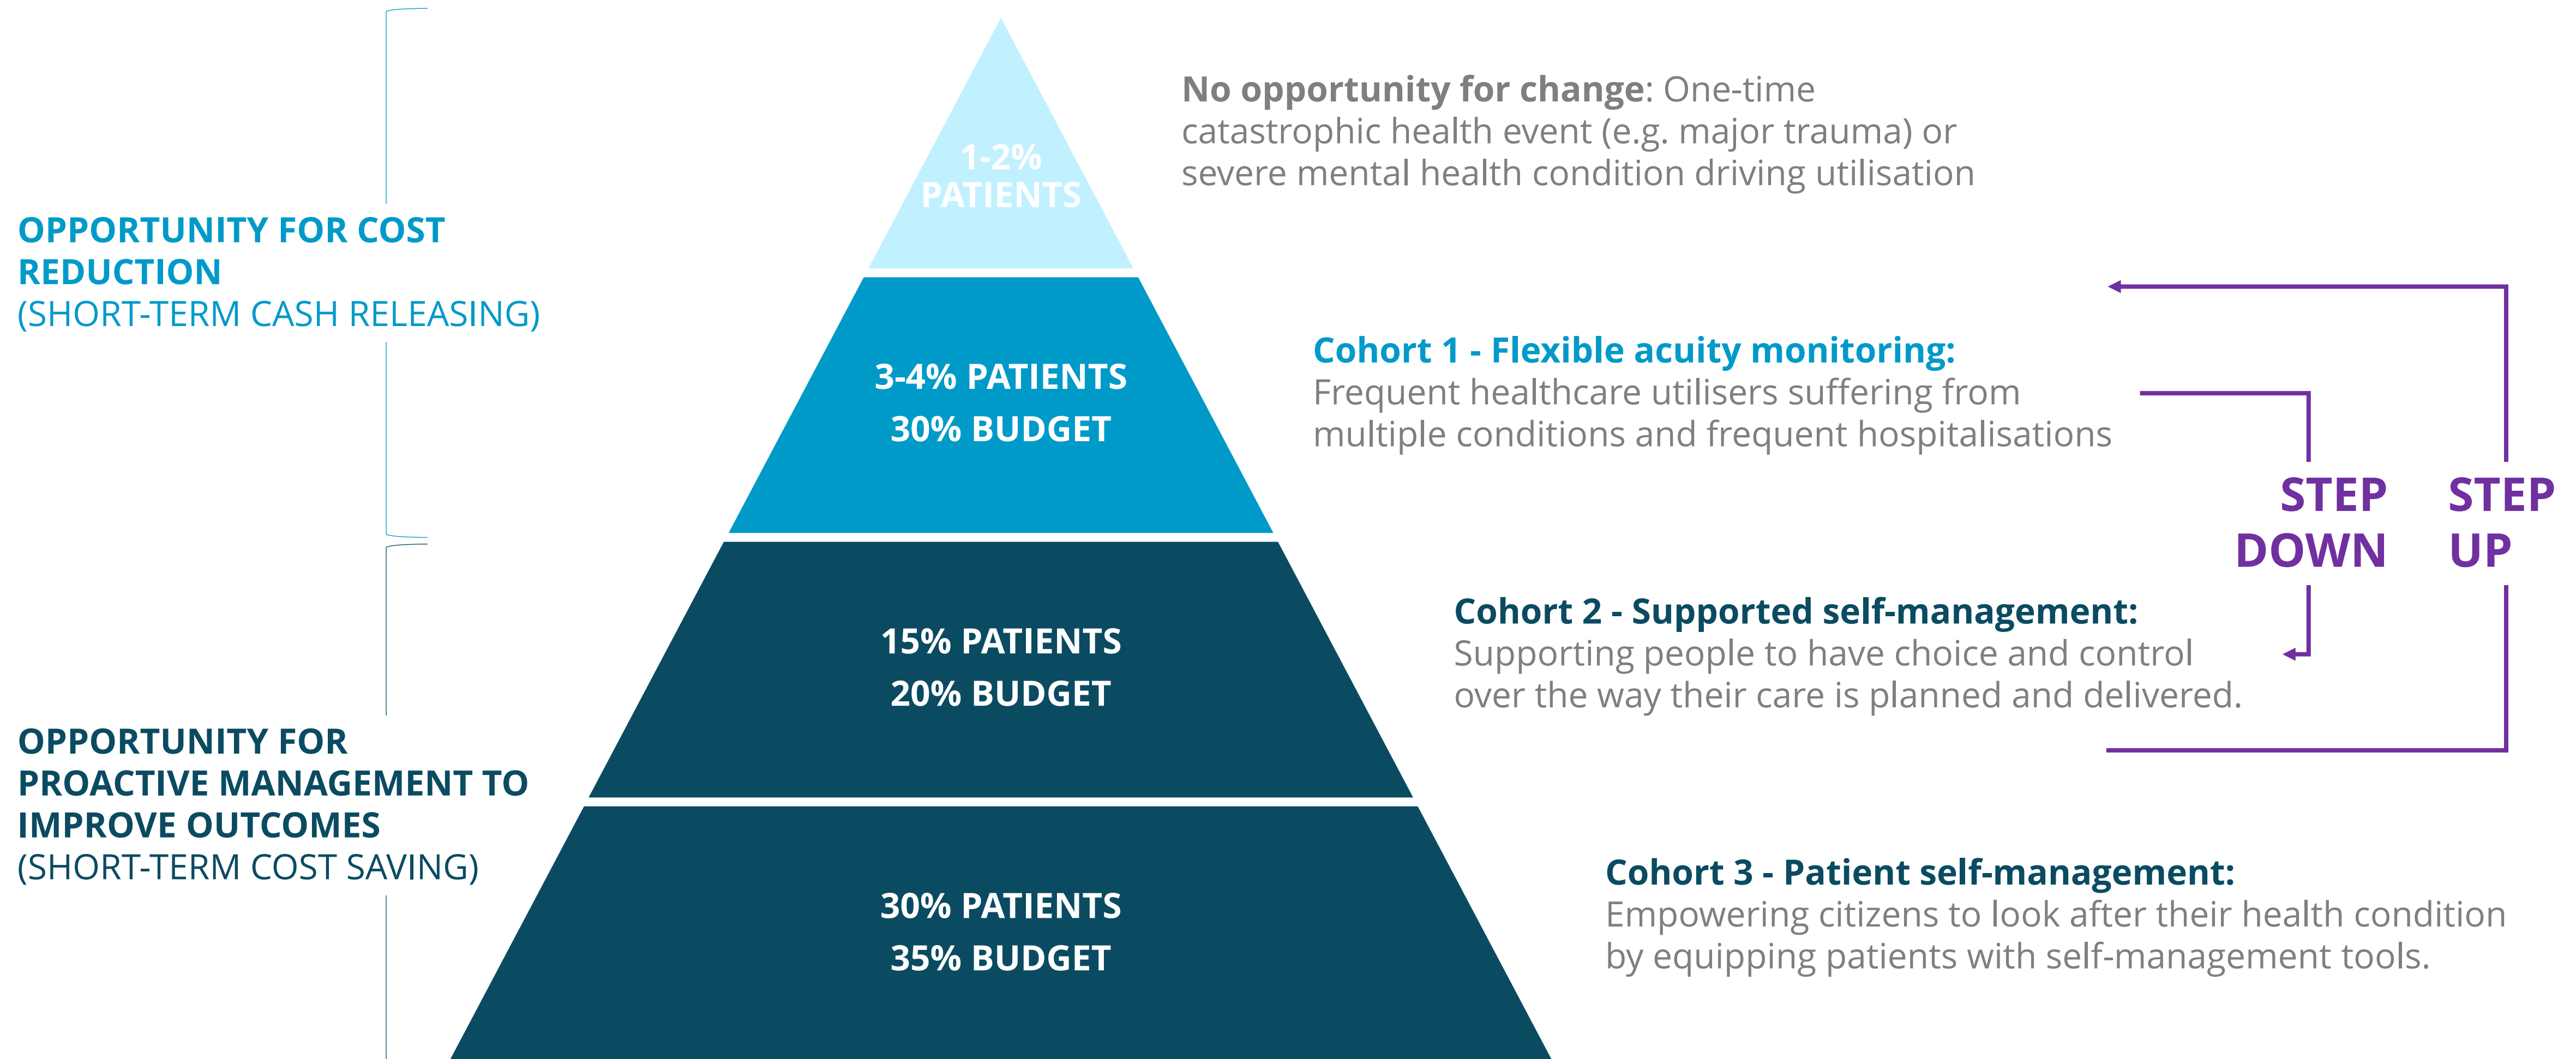 OPPORTUNITY FOR COST
REDUCTION
(SHORT-TERM CASH RELEASING)
OPPORTUNITY FOR
PROACTIVE MANAGEMENT TO
IMPROVE OUTCOMES
(SHORT-TERM COST SAVING)
1-2%
PATIENTS
3-4% PATIENTS
30% BUDGET
15% PATIENTS
20% BUDGET
30% PATIENTS
35% BUDGET
No opportunity for change: One-time
catastrophic health event (e.g. major trauma) or
severe mental health condition driving utilisation
Cohort 1 - Flexible acuity monitoring:
Frequent healthcare utilisers suffering from
multiple conditions and frequent hospitalisations
Cohort 2 - Supported self-management:
Supporting people to have choice and control
over the way their care is planned and delivered.
Cohort 3 - Patient self-management:
Empowering citizens to look after their health condition
by equipping patients with self-management tools.
STEP
DOWN
STEP
UP